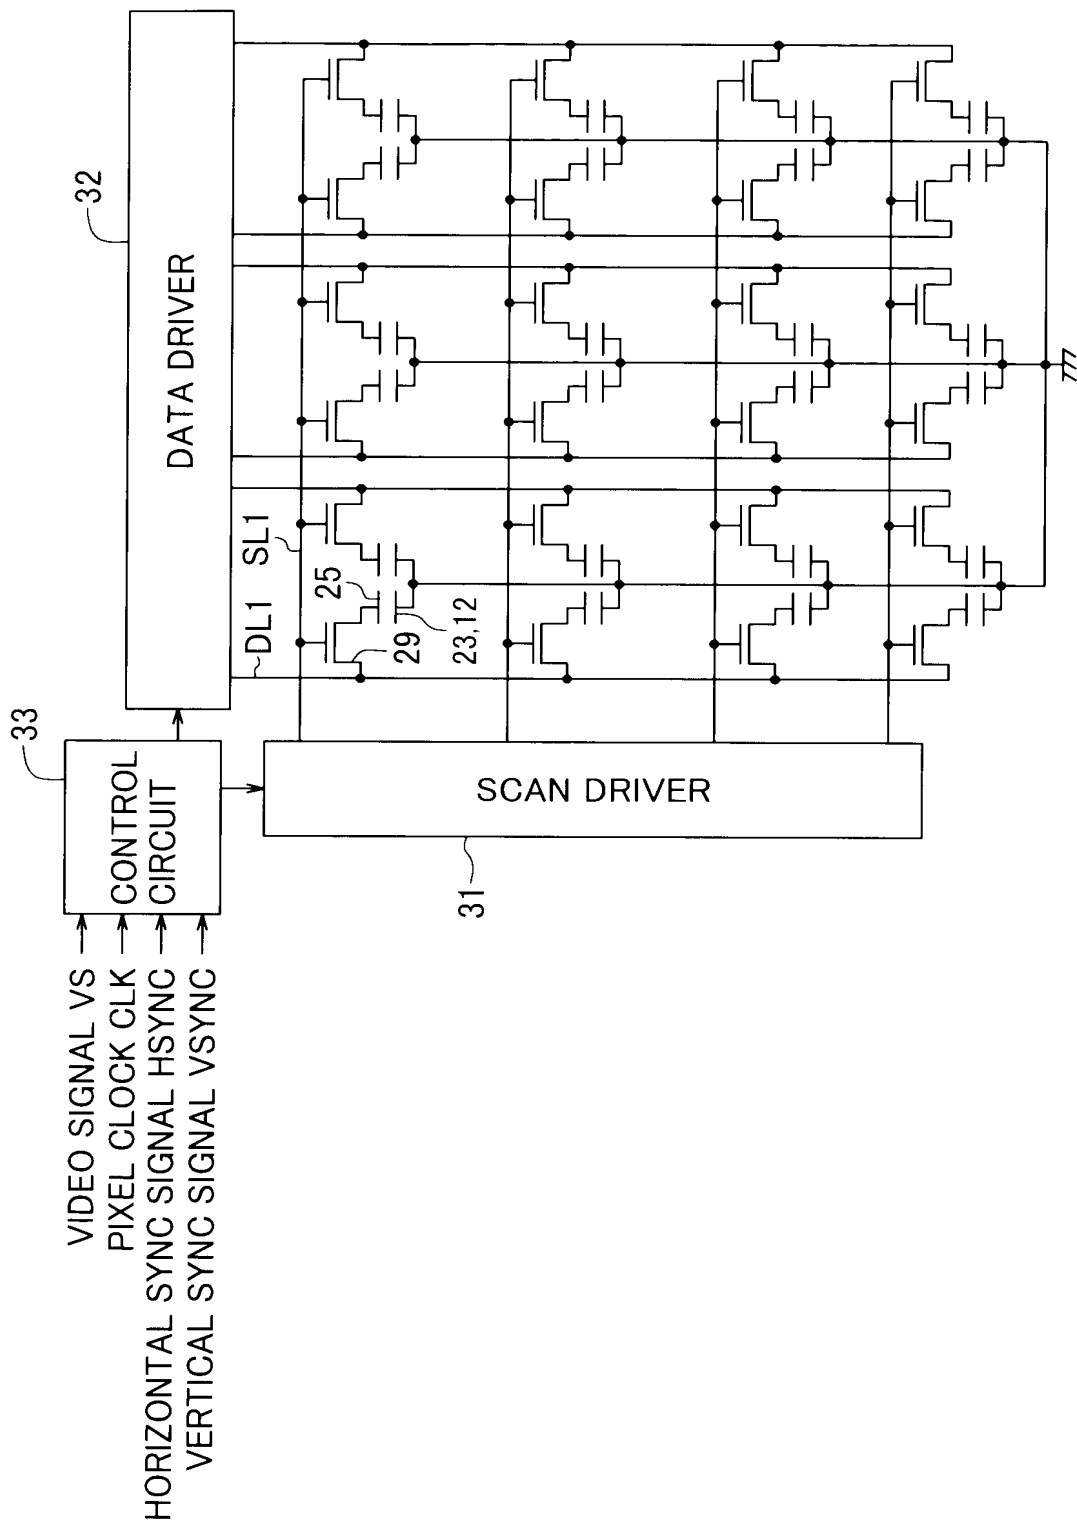 VIDEO SIGNAL VS
PIXEL CLOCK CLK
HORIZONTAL SYNC SIGNAL HSYNC
VERTICAL SYNC SIGNAL VSYNC
33
CONTROL
CIRCUIT
32
DATA DRIVER
DL1
SL1
25
29
23,12
SCAN DRIVER
31